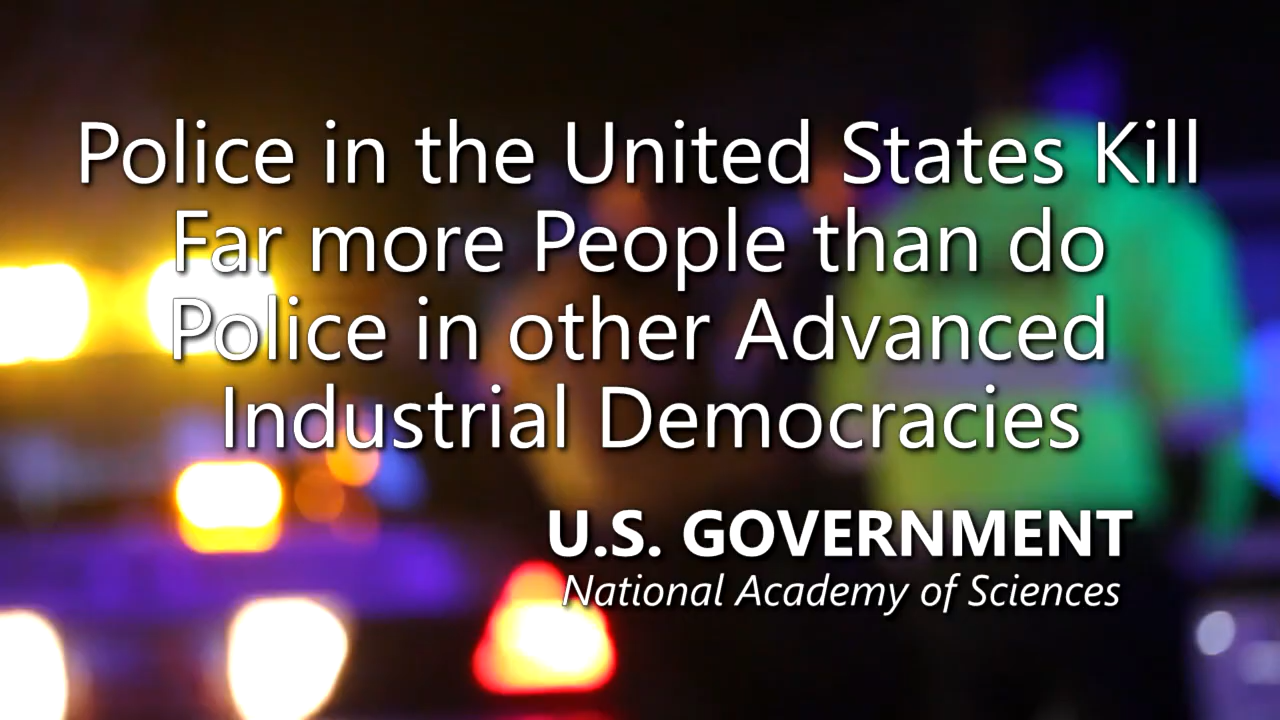 Police in the United States Kill
Far more People than do
Police in other Advanced
Industrial Democracies
U.S. GOVERNMENT
National Academy of Sciences